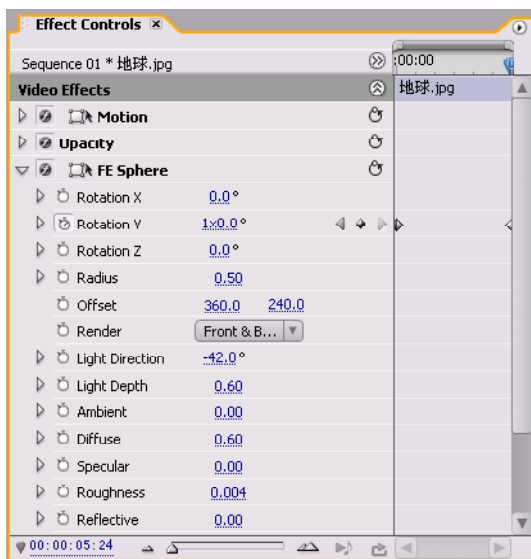 Effect Controls
Sequence 01 * 地球.jpg
:00:00
Video Effects
地球.jpg
Motion
Opacity
FE Sphere
Rotation X 0.0°
Rotation Y 1x0.0°
Rotation Z 0.0°
Radius 0.50
Offset 360.0 240.0
Render Front & B...
Light Direction -42.0°
Light Depth 0.60
Ambient 0.00
Diffuse 0.60
Specular 0.00
Roughness 0.004
Reflective 0.00
00:00:05:24